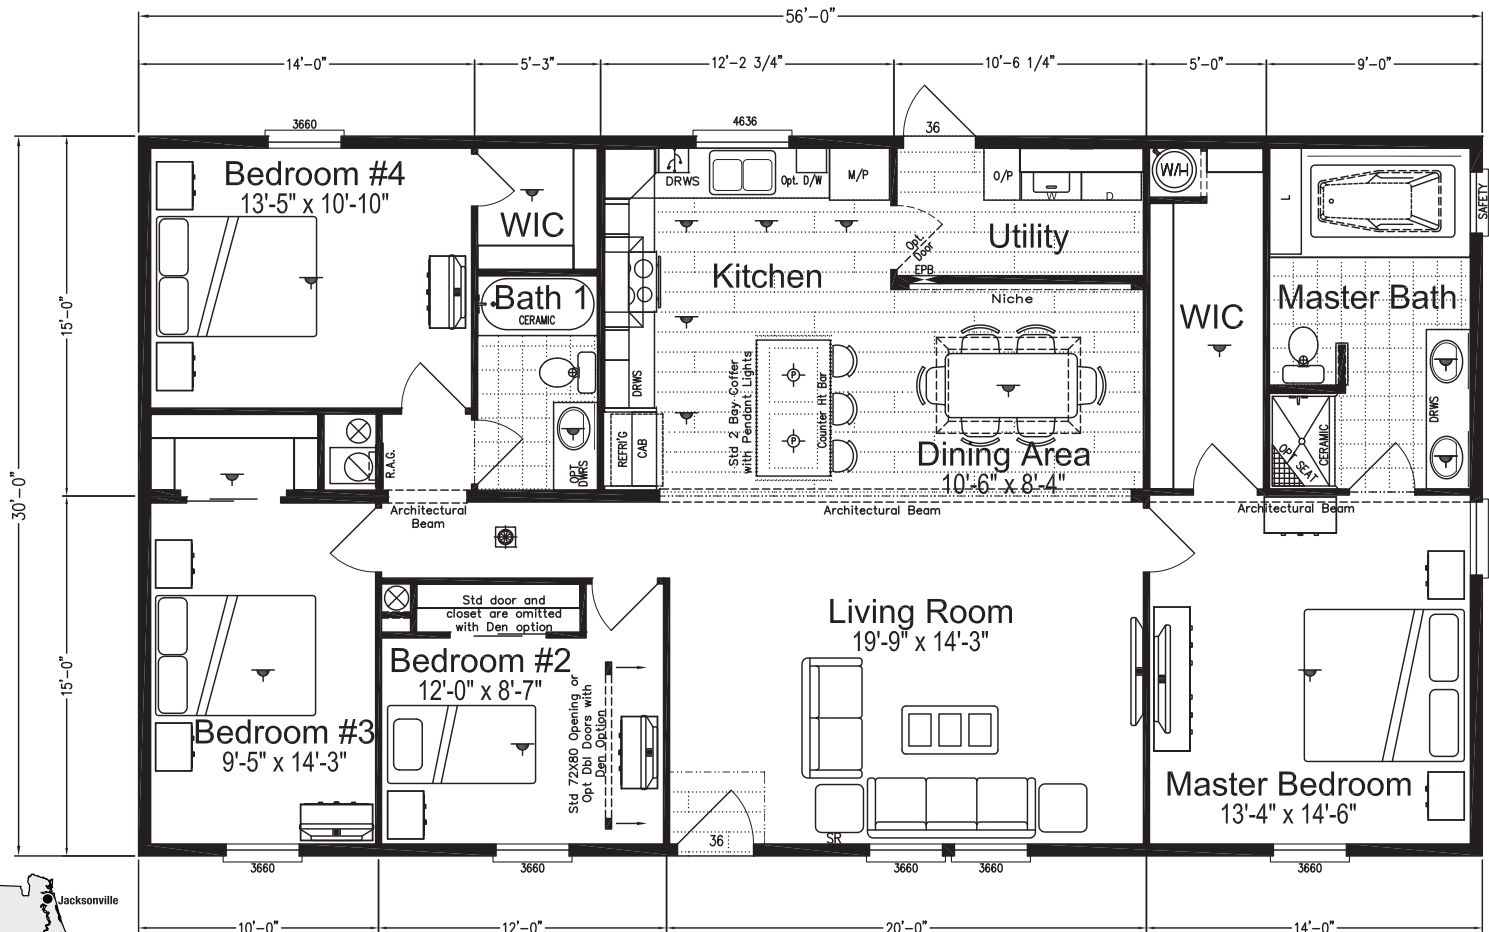 56'-0"
14'-0"
5'-3"
12'-2 3/4"
10'-6 1/4"
5'-0"
9'-0"
3660
4636
36
Bedroom #4
13'-5" x 10'-10"
WIC
DRWS
Opt. D/W
M/P
O/P
W
D
W/H
L
SAFETY
Opt.
Door
Utility
EPB
Kitchen
Niche
Bath 1
CERAMIC
WIC
Master Bath
15'-0"
30'-0"
DRWS
Std 2 Bay Coffer
with Pendant Lights
P
P
Counter Ht Bar
Dining Area
10'-6" x 8'-4"
REFRI'G
CAB
OPT
DWRS
R.A.G.
OPT SEAT
CERAMIC
DRWS
Architectural
Beam
Architectural Beam
Architectural Beam
Std door and
closet are omitted
with Den option
Living Room
19'-9" x 14'-3"
Bedroom #2
12'-0" x 8'-7"
Std 72X80 Opening or
Opt Dbl Doors with
Den Option
15'-0"
Bedroom #3
9'-5" x 14'-3"
Master Bedroom
13'-4" x 14'-6"
36
SR
3660
3660
3660
3660
3660
Jacksonville
10'-0"
12'-0"
20'-0"
14'-0"